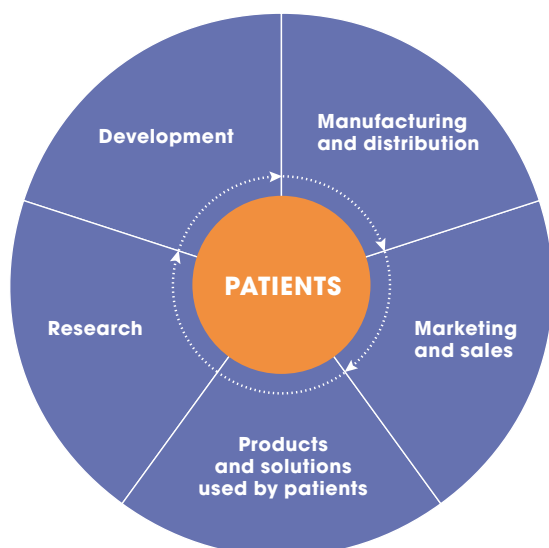 Development
Manufacturing
and distribution
PATIENTS
Research
Marketing
and sales
Products
and solutions
used by patients